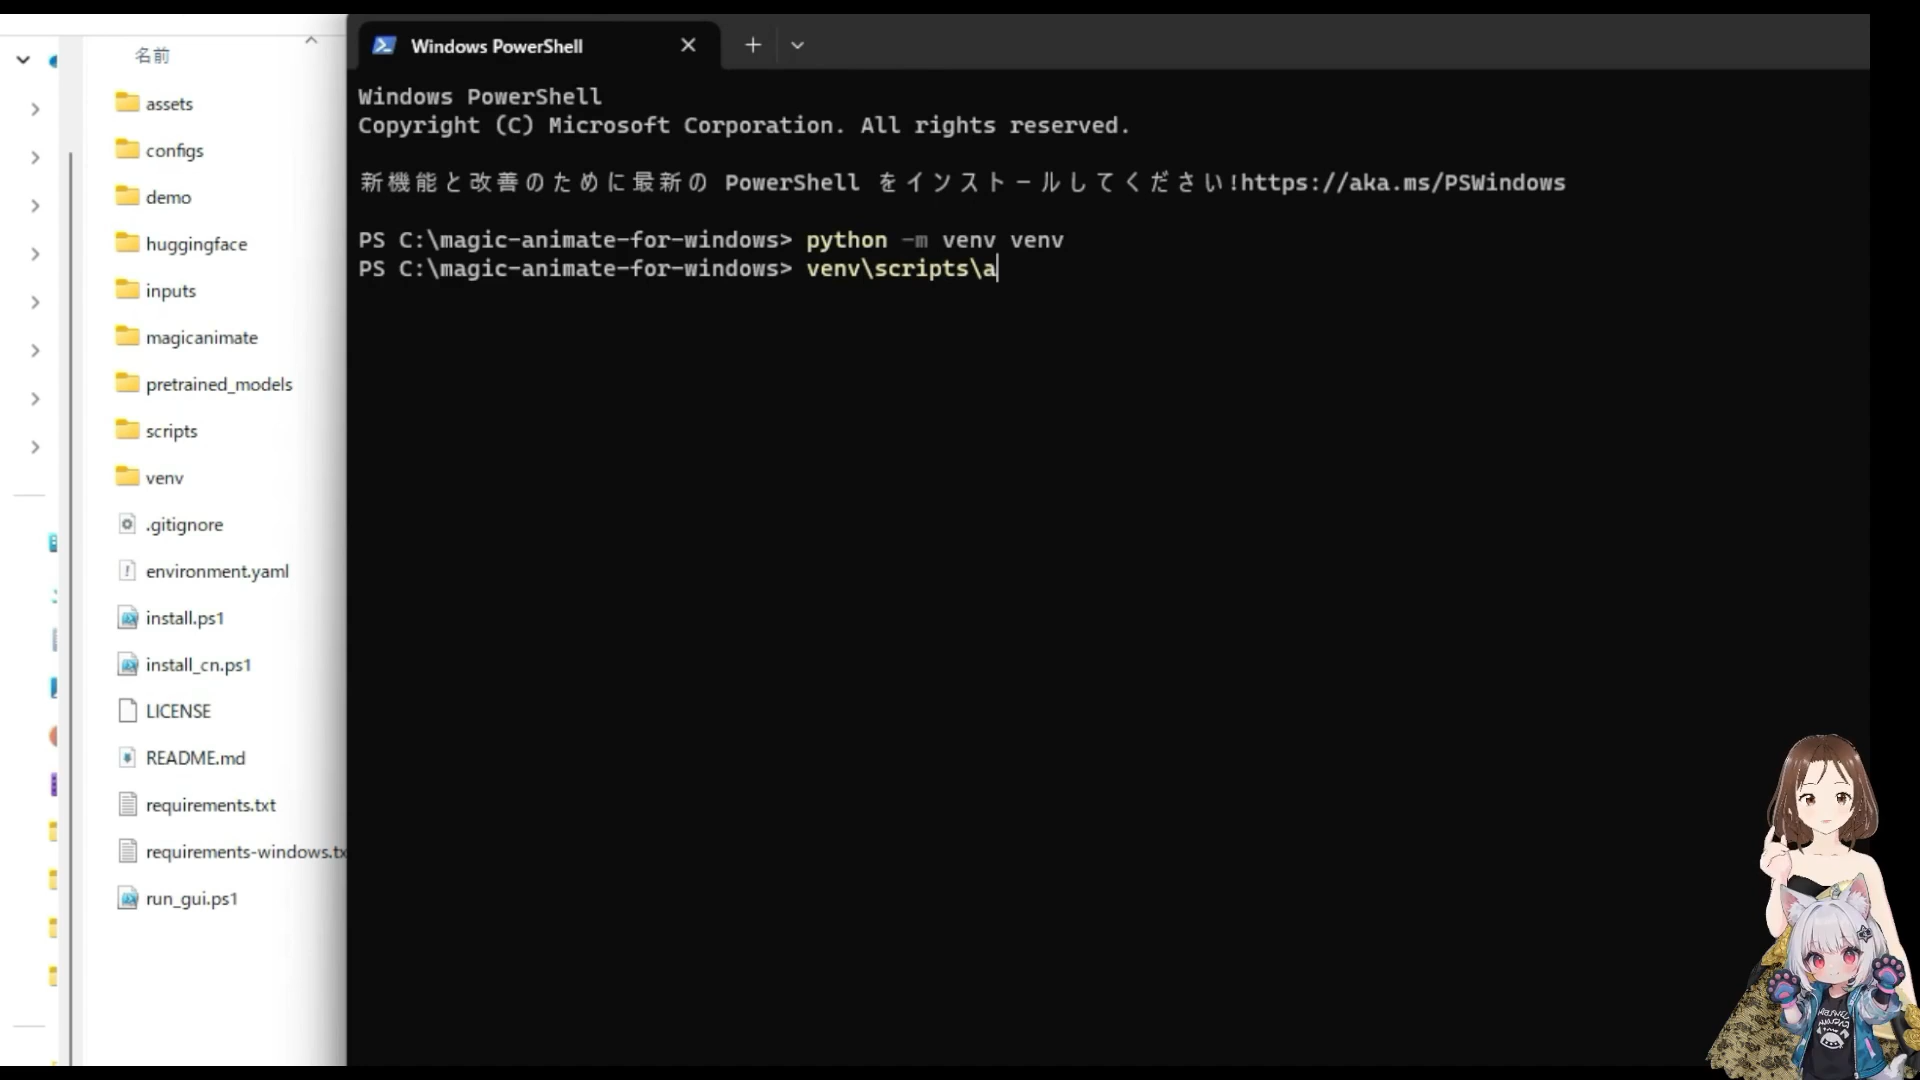 名前
assets
configs
demo
huggingface
inputs
magicanimate
pretrained_models
scripts
venv
.gitignore
environment.yaml
install.ps1
install_cn.ps1
LICENSE
README.md
requirements.txt
requirements-windows.tx
run_gui.ps1
Windows PowerShell
Windows PowerShell
Copyright (C) Microsoft Corporation. All rights reserved.
新機能と改善のために最新の PowerShell をインストールしてください!https://aka.ms/PSWindows
PS C:\magic-animate-for-windows> python -m venv venv
PS C:\magic-animate-for-windows> venv\scripts\a